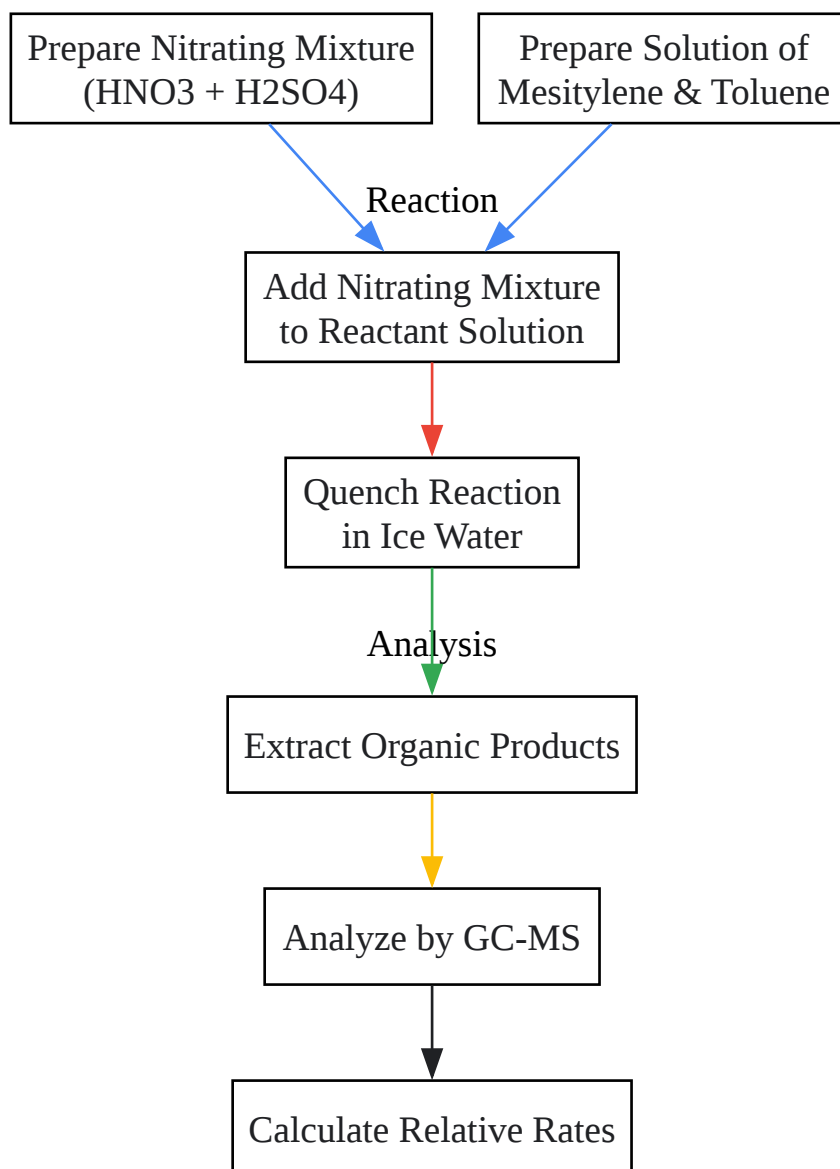 Prepare Nitrating Mixture
(HNO3 + H2SO4)
Prepare Solution of
Mesitylene & Toluene
Reaction
Add Nitrating Mixture
to Reactant Solution
Quench Reaction
in Ice Water
Analysis
Extract Organic Products
Analyze by GC-MS
Calculate Relative Rates